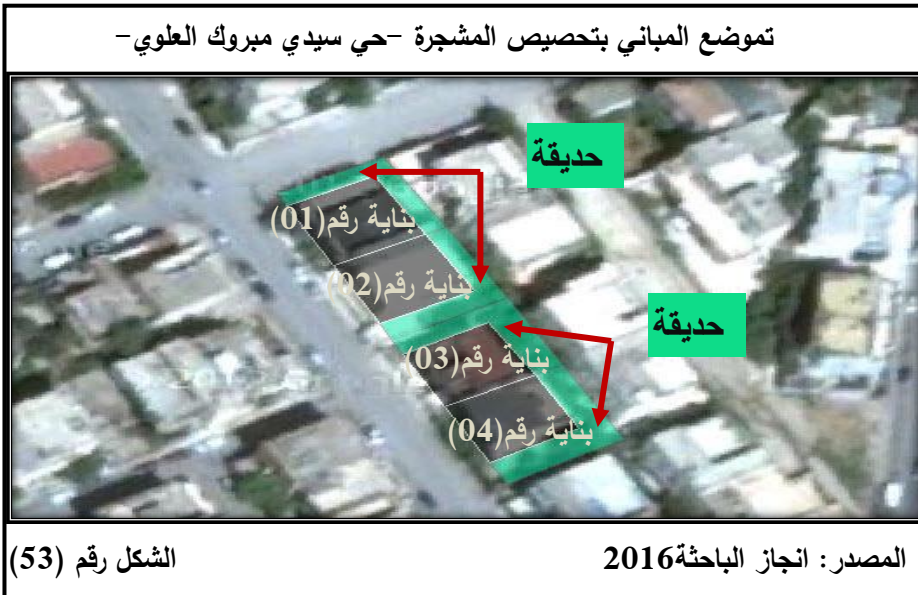 تموضع المباني بتحصيص المشجرة -حي سيدي مبروك العلوي-
حديقة
بناية رقم(01)
بناية رقم(02)
حديقة
بناية رقم(03)
بناية رقم(04)
المصدر: انجاز الباحثة2016
الشكل رقم (53)